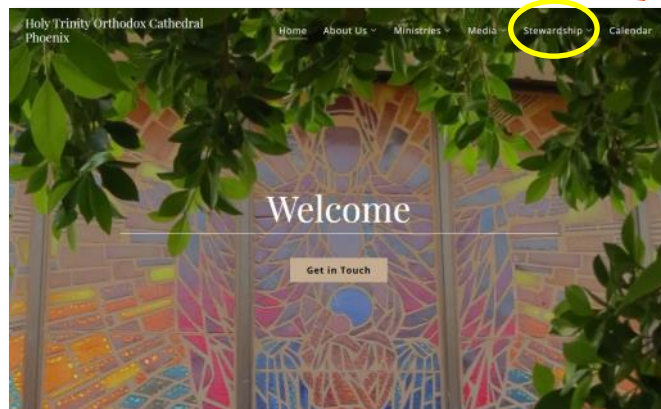 Holy Trinity Orthodox Cathedral
Phoenix
Home About Us Ministries Media Stewardship Calendar
Welcome
Get in Touch